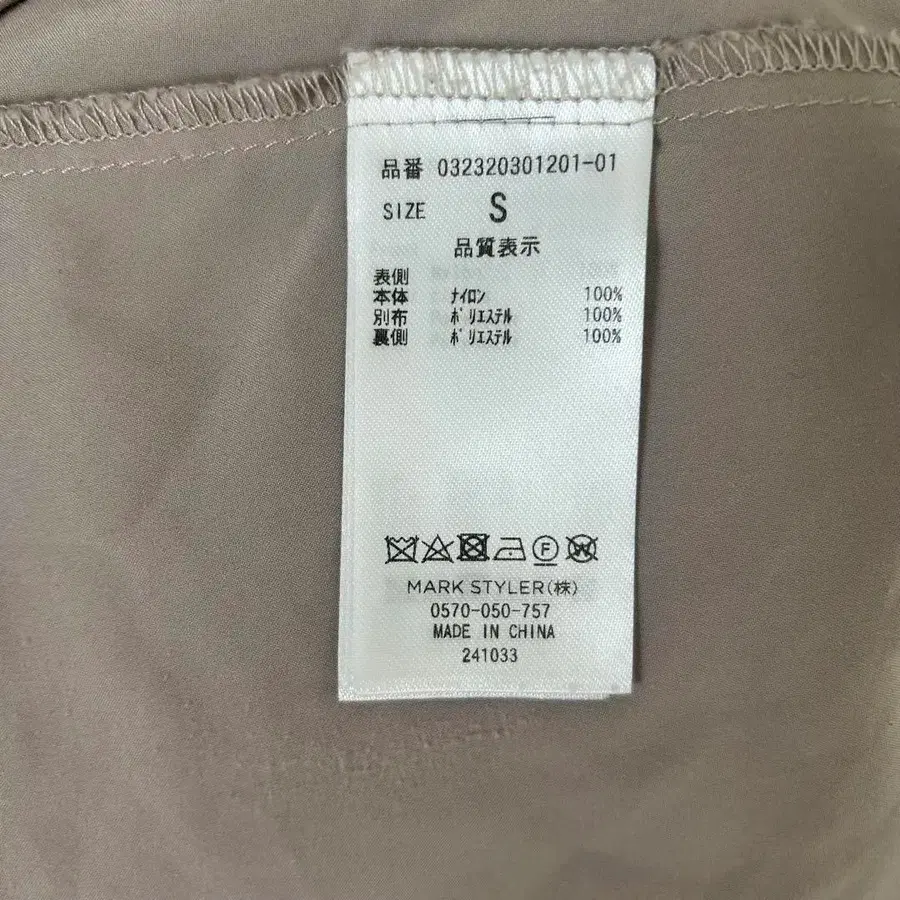 品番 032320301201-01
SIZE S
品質表示
表側
本体 ﾅｲﾛﾝ 100%
別布 ﾎﾟﾘｴｽﾃﾙ 100%
裏側 ﾎﾟﾘｴｽﾃﾙ 100%
F W
MARK STYLER(株)
0570-050-757
MADE IN CHINA
241033